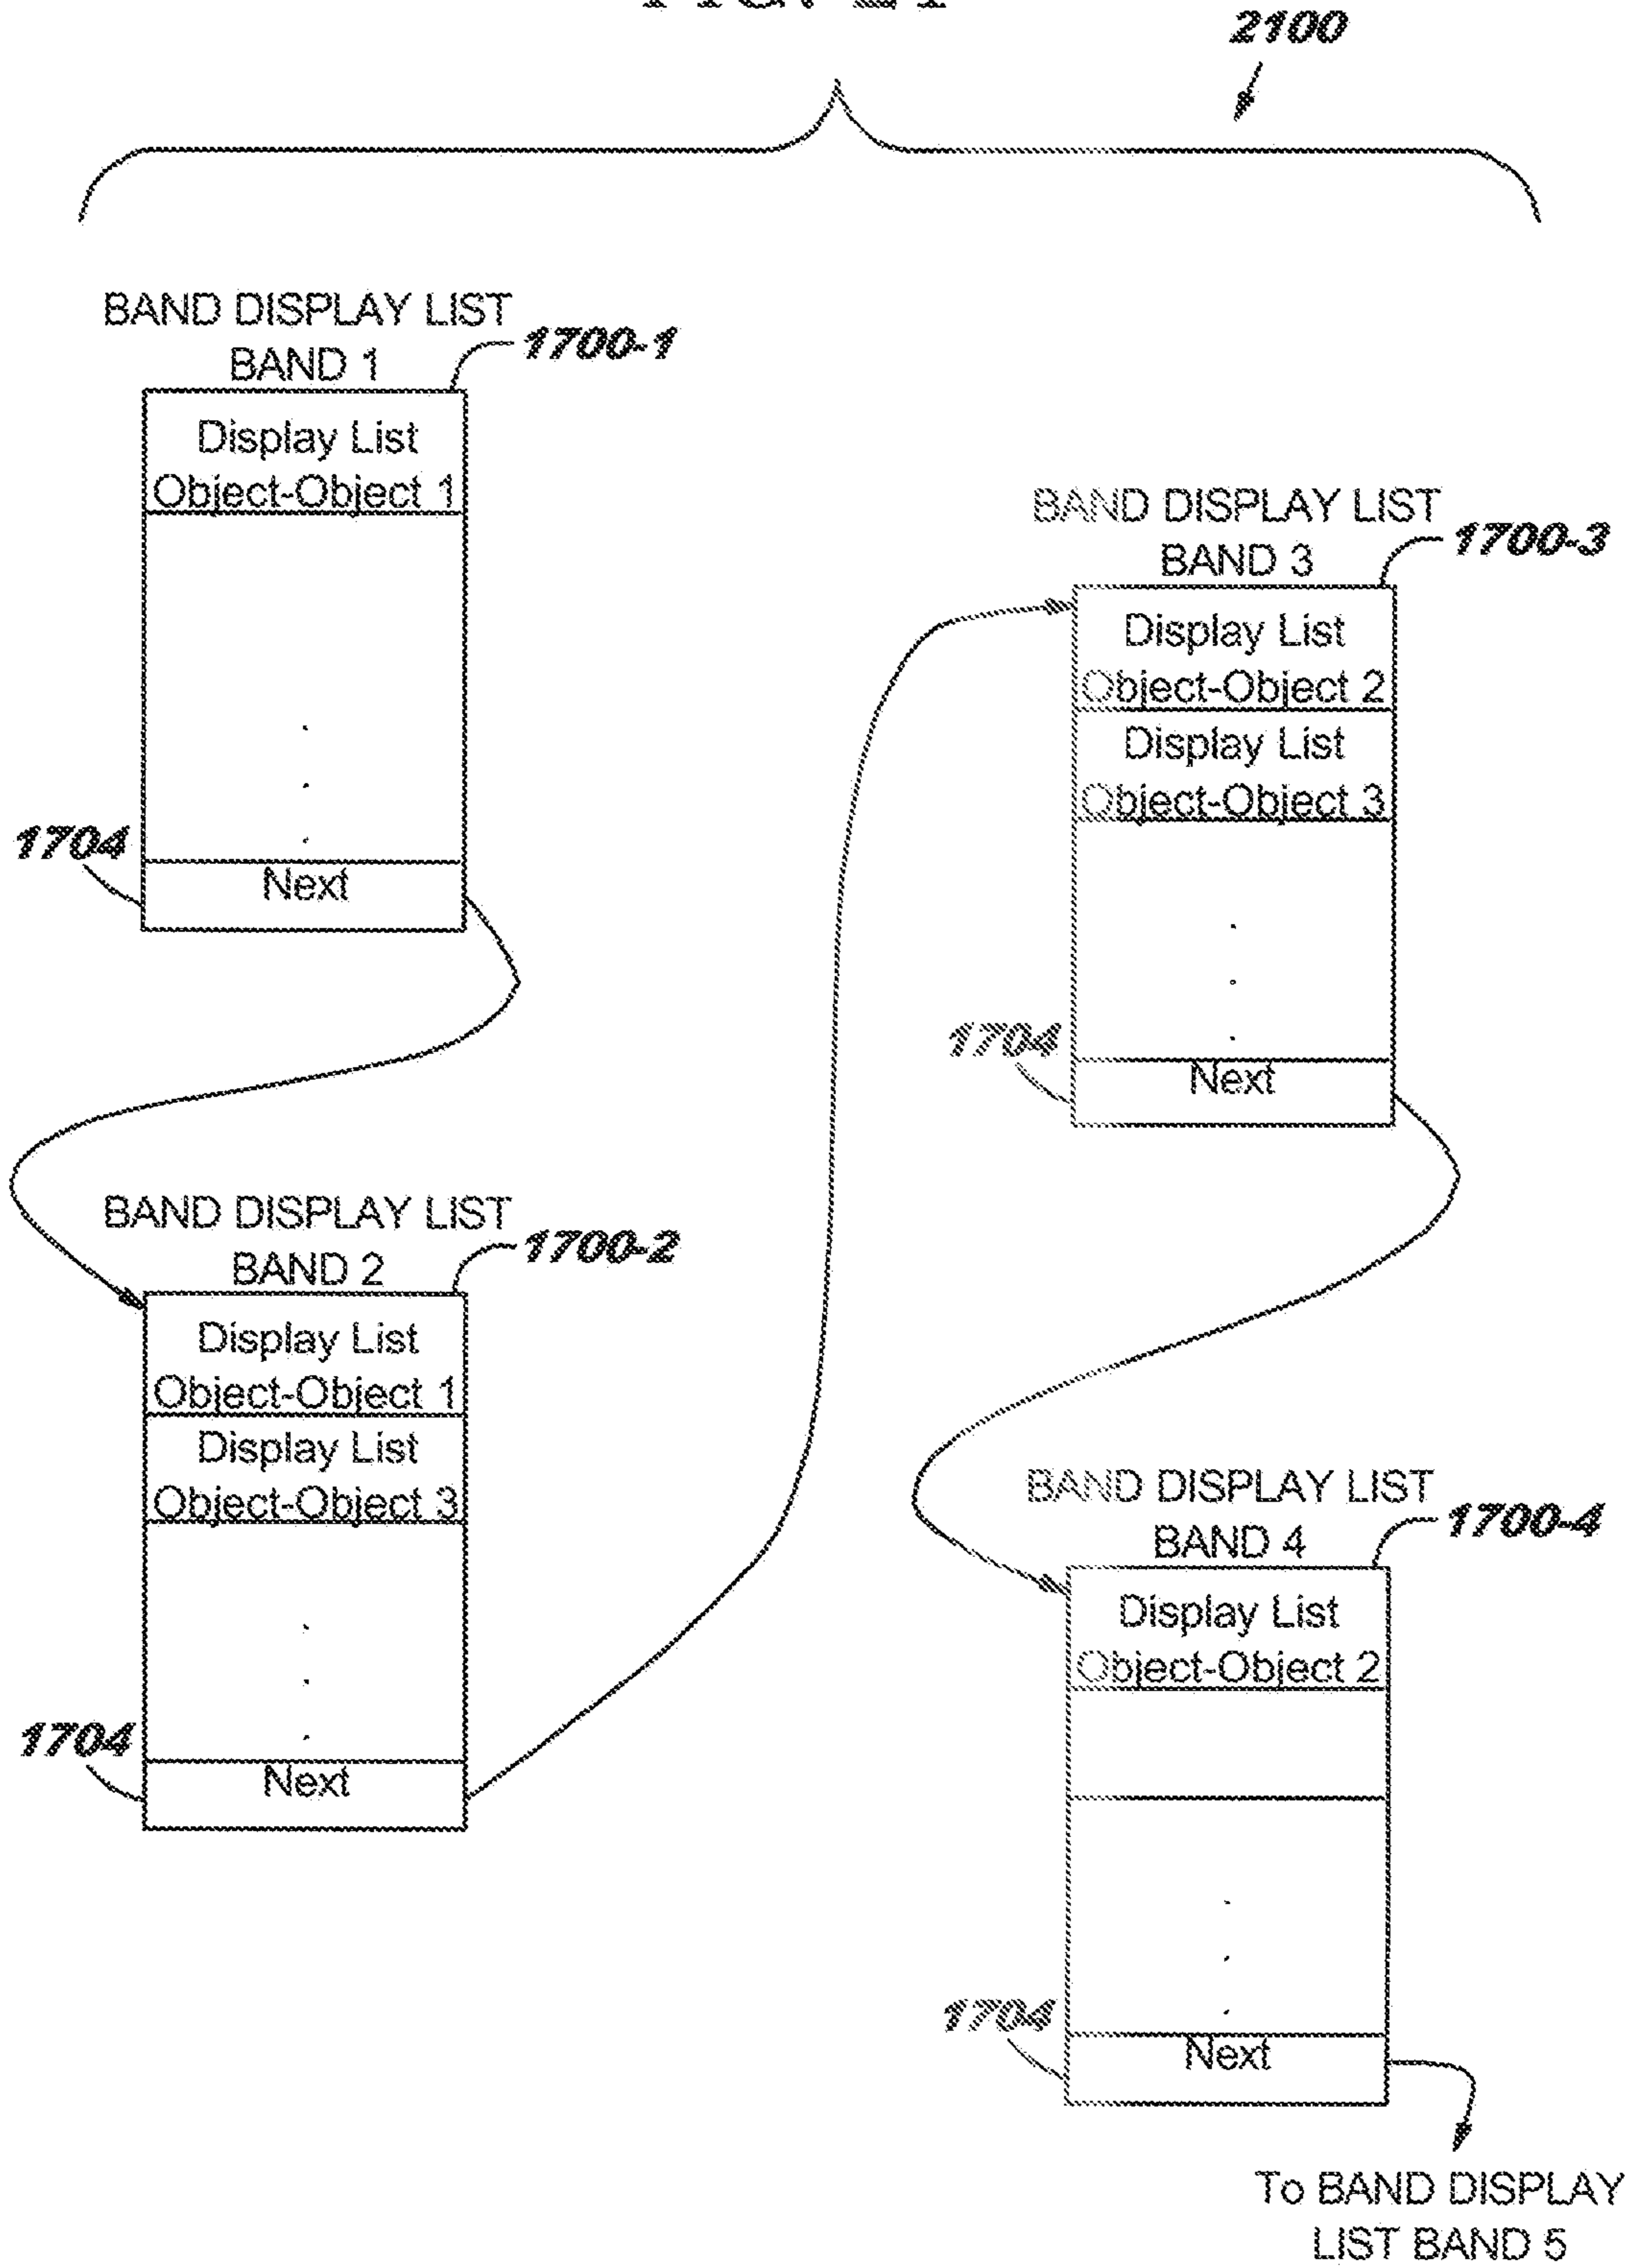 2100
BAND DISPLAY LIST
BAND 1
1700-1
Display List
Object-Object 1
.
.
.
1704
Next
BAND DISPLAY LIST
BAND 2
1700-2
Display List
Object-Object 1
Display List
Object-Object 3
.
.
.
1704
Next
BAND DISPLAY LIST
BAND 3
1700-3
Display List
Object-Object 2
Display List
Object-Object 3
.
.
.
1704
Next
BAND DISPLAY LIST
BAND 4
1700-4
Display List
Object-Object 2
.
.
.
1704
Next
To BAND DISPLAY
LIST BAND 5